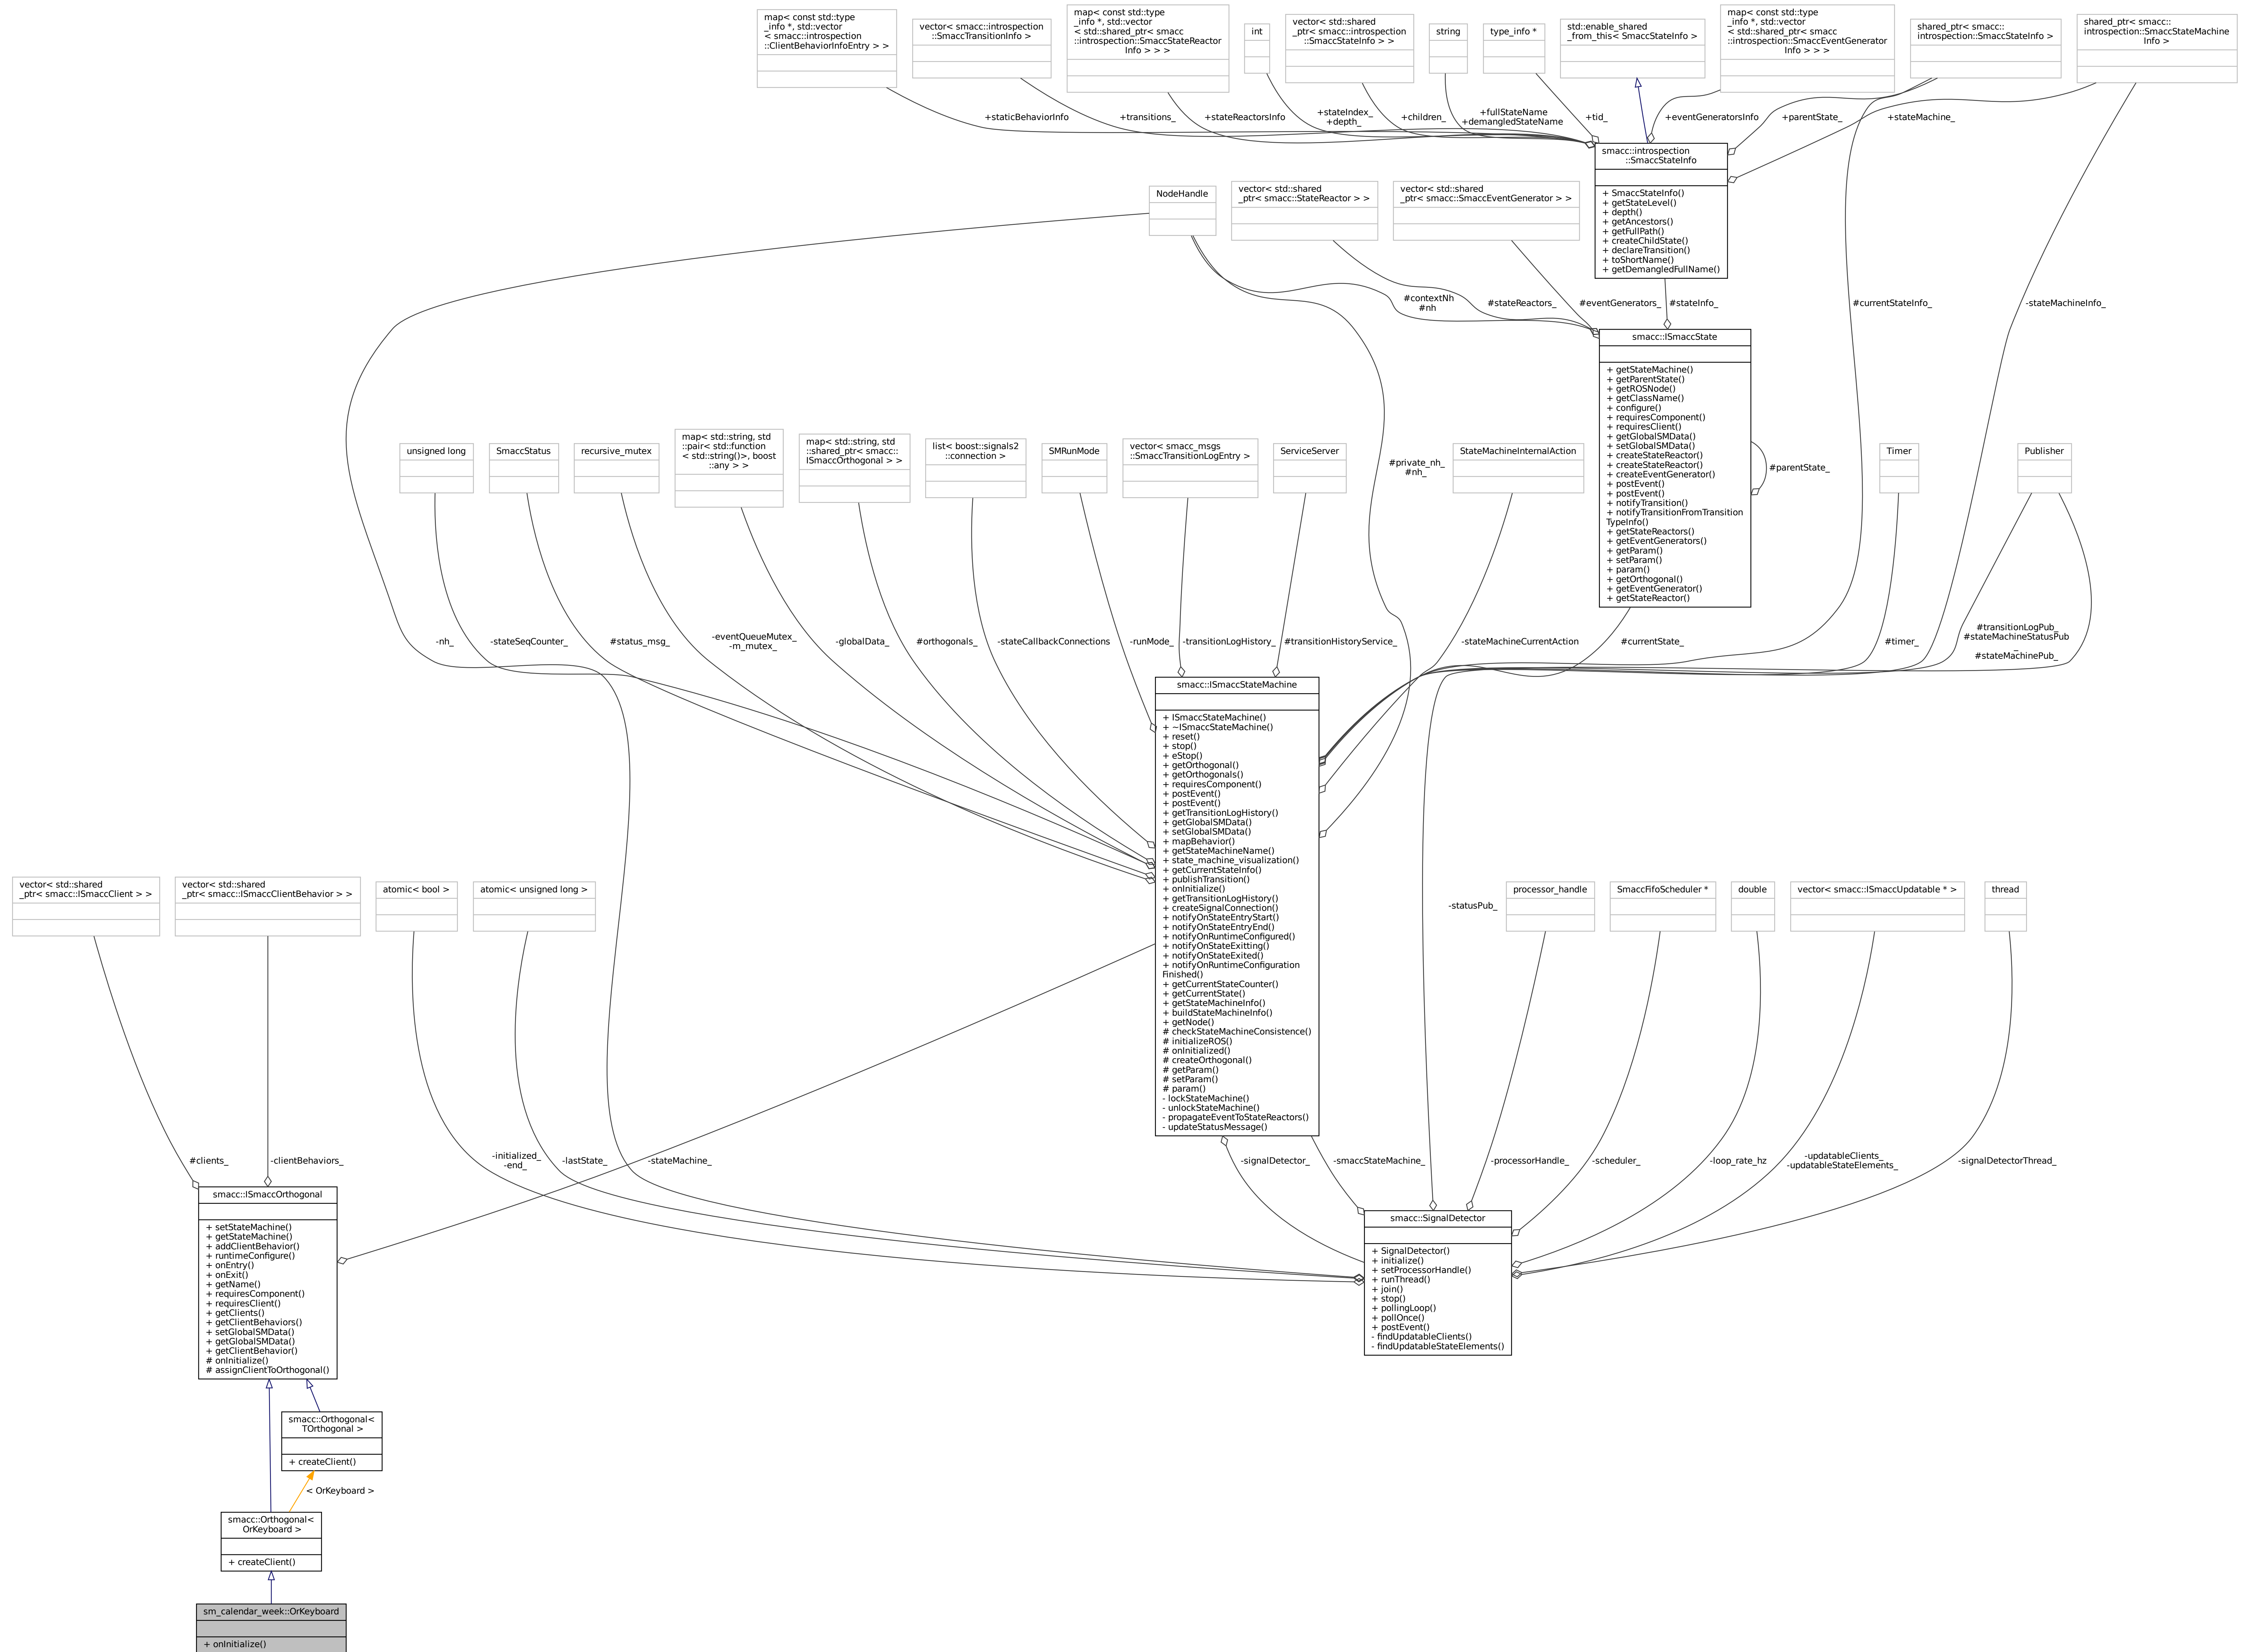 map< const std::type
_info *, std::vector
< smacc::introspection
::ClientBehaviorInfoEntry > >
vector< smacc::introspection
::SmaccTransitionInfo >
map< const std::type
_info *, std::vector
< std::shared_ptr< smacc
::introspection::SmaccStateReactor
Info > > >
int
vector< std::shared
_ptr< smacc::introspection
::SmaccStateInfo > >
string
type_info *
std::enable_shared
_from_this< SmaccStateInfo >
map< const std::type
_info *, std::vector
< std::shared_ptr< smacc
::introspection::SmaccEventGenerator
Info > > >
shared_ptr< smacc::
introspection::SmaccStateInfo >
shared_ptr< smacc::
introspection::SmaccStateMachine
Info >
+staticBehaviorInfo
+transitions_
+stateReactorsInfo
+stateIndex_
+depth_
+children_
+fullStateName
+demangledStateName
+tid_
+eventGeneratorsInfo
+parentState_
+stateMachine_
smacc::introspection
::SmaccStateInfo
+ SmaccStateInfo()
+ getStateLevel()
+ depth()
+ getAncestors()
+ getFullPath()
+ createChildState()
+ declareTransition()
+ toShortName()
+ getDemangledFullName()
NodeHandle
vector< std::shared
_ptr< smacc::StateReactor > >
vector< std::shared
_ptr< smacc::SmaccEventGenerator > >
#contextNh
#nh
#stateReactors_
#eventGenerators_
#stateInfo_
#currentStateInfo_
-stateMachineInfo_
smacc::ISmaccState
+ getStateMachine()
+ getParentState()
+ getROSNode()
+ getClassName()
+ configure()
+ requiresComponent()
+ requiresClient()
+ getGlobalSMData()
+ setGlobalSMData()
+ createStateReactor()
+ createStateReactor()
+ createEventGenerator()
+ postEvent()
+ postEvent()
+ notifyTransition()
+ notifyTransitionFromTransition
TypeInfo()
+ getStateReactors()
+ getEventGenerators()
+ getParam()
+ setParam()
+ param()
+ getOrthogonal()
+ getEventGenerator()
+ getStateReactor()
#parentState_
unsigned long
SmaccStatus
recursive_mutex
map< std::string, std
::pair< std::function
< std::string()>, boost
::any > >
map< std::string, std
::shared_ptr< smacc::
ISmaccOrthogonal > >
list< boost::signals2
::connection >
SMRunMode
vector< smacc_msgs
::SmaccTransitionLogEntry >
ServiceServer
#private_nh_
#nh_
StateMachineInternalAction
Timer
Publisher
-nh_
-stateSeqCounter_
#status_msg_
-eventQueueMutex_
-m_mutex_
-globalData_
#orthogonals_
-stateCallbackConnections
-runMode_
-transitionLogHistory_
#transitionHistoryService_
-stateMachineCurrentAction
#currentState_
#timer_
#transitionLogPub_
#stateMachineStatusPub
_
#stateMachinePub_
smacc::ISmaccStateMachine
+ ISmaccStateMachine()
+ ~ISmaccStateMachine()
+ reset()
+ stop()
+ eStop()
+ getOrthogonal()
+ getOrthogonals()
+ requiresComponent()
+ postEvent()
+ postEvent()
+ getTransitionLogHistory()
+ getGlobalSMData()
+ setGlobalSMData()
+ mapBehavior()
+ getStateMachineName()
+ state_machine_visualization()
+ getCurrentStateInfo()
+ publishTransition()
+ onInitialize()
+ getTransitionLogHistory()
+ createSignalConnection()
+ notifyOnStateEntryStart()
+ notifyOnStateEntryEnd()
+ notifyOnRuntimeConfigured()
+ notifyOnStateExitting()
+ notifyOnStateExited()
+ notifyOnRuntimeConfiguration
Finished()
+ getCurrentStateCounter()
+ getCurrentState()
+ getStateMachineInfo()
+ buildStateMachineInfo()
+ getNode()
# checkStateMachineConsistence()
# initializeROS()
# onInitialized()
# createOrthogonal()
# getParam()
# setParam()
# param()
- lockStateMachine()
- unlockStateMachine()
- propagateEventToStateReactors()
- updateStatusMessage()
vector< std::shared
_ptr< smacc::ISmaccClient > >
vector< std::shared
_ptr< smacc::ISmaccClientBehavior > >
atomic< bool >
atomic< unsigned long >
-statusPub_
processor_handle
SmaccFifoScheduler *
double
vector< smacc::ISmaccUpdatable * >
thread
#clients_
-clientBehaviors_
-initialized_
-end_
-lastState_
-stateMachine_
-signalDetector_
-smaccStateMachine_
-processorHandle_
-scheduler_
-loop_rate_hz
-updatableClients_
-updatableStateElements_
-signalDetectorThread_
smacc::ISmaccOrthogonal
+ setStateMachine()
+ getStateMachine()
+ addClientBehavior()
+ runtimeConfigure()
+ onEntry()
+ onExit()
+ getName()
+ requiresComponent()
+ requiresClient()
+ getClients()
+ getClientBehaviors()
+ setGlobalSMData()
+ getGlobalSMData()
+ getClientBehavior()
# onInitialize()
# assignClientToOrthogonal()
smacc::SignalDetector
+ SignalDetector()
+ initialize()
+ setProcessorHandle()
+ runThread()
+ join()
+ stop()
+ pollingLoop()
+ pollOnce()
+ postEvent()
- findUpdatableClients()
- findUpdatableStateElements()
smacc::Orthogonal<
TOrthogonal >
+ createClient()
< OrKeyboard >
smacc::Orthogonal<
OrKeyboard >
+ createClient()
sm_calendar_week::OrKeyboard
+ onInitialize()